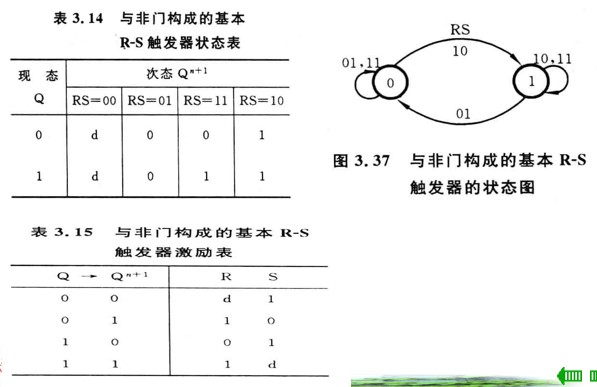 表 3.14 与非门构成的基本
R-S 触发器状态表
现 态 次态 Qⁿ⁺¹
Q RS=00 RS=01 RS=11 RS=10
0 d 0 0 1
1 d 0 1 1
RS
10
01,11 10,11
0 1
01
图 3.37 与非门构成的基本 R-S
触发器的状态图
表 3.15 与非门构成的基本 R-S
触发器激励表
Q → Qⁿ⁺¹ R S
0 0 d 1
0 1 1 0
1 0 0 1
1 1 1 d